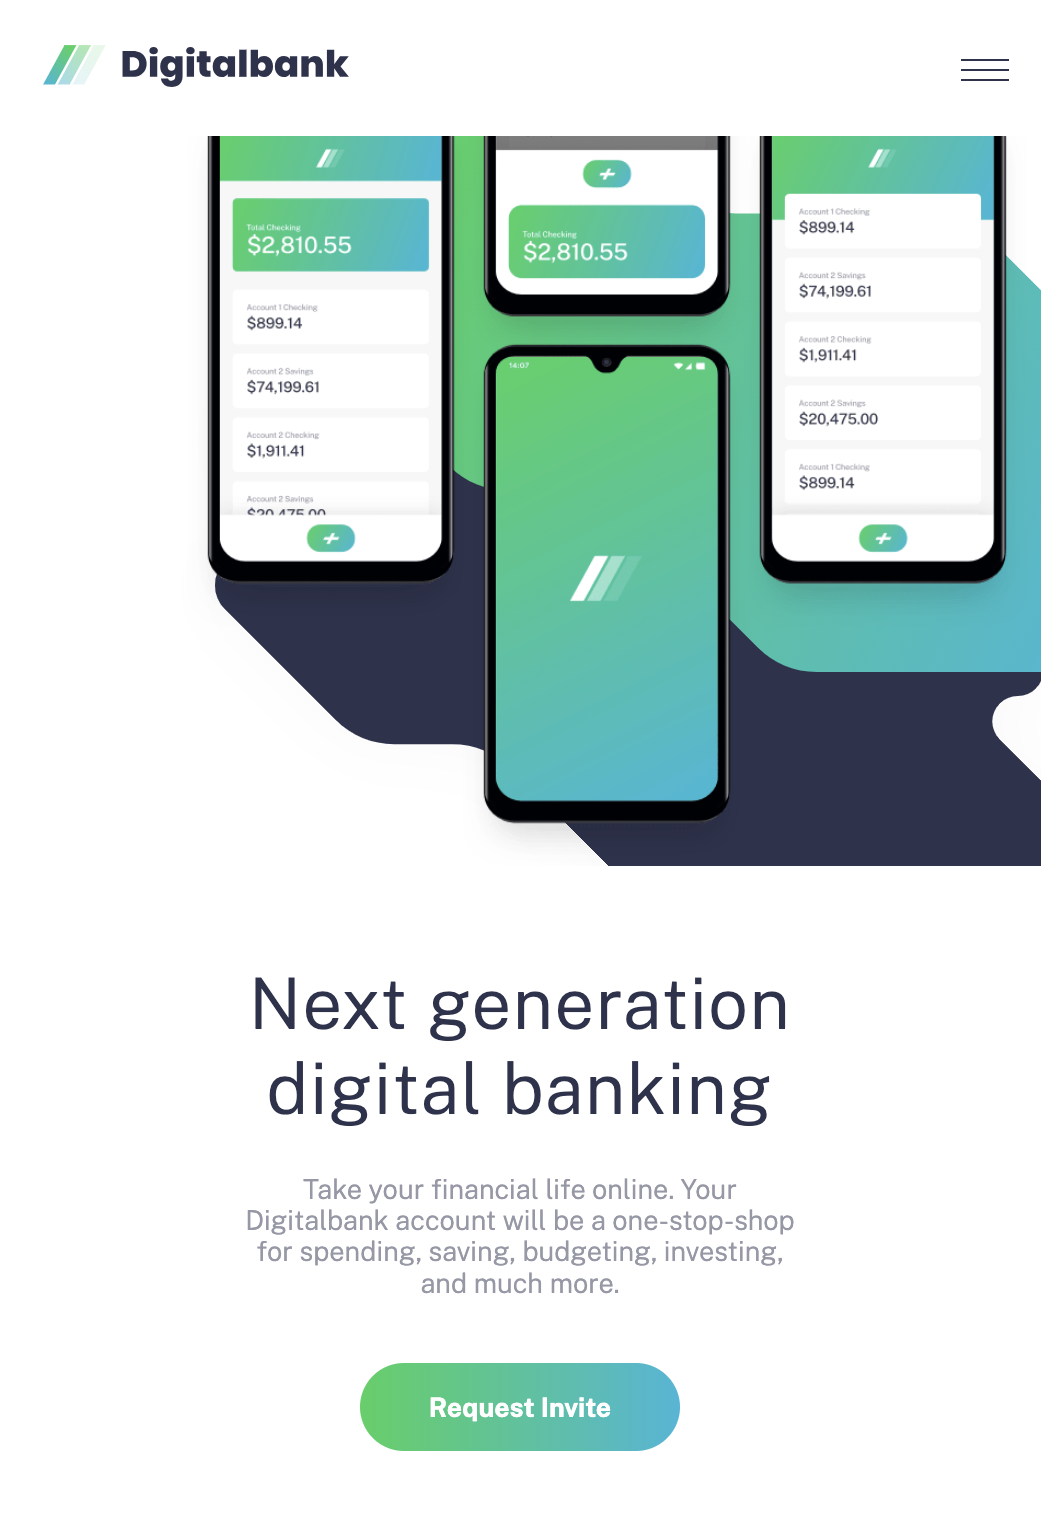 Digitalbank
Total Checking
$2,810.55
Account 1 Checking
$899.14
Account 2 Savings
$74,199.61
Account 2 Checking
$1,911.41
Account 2 Savings
$20,475.00
Total Checking
$2,810.55
14:07
Account 1 Checking
$899.14
Account 2 Savings
$74,199.61
Account 2 Checking
$1,911.41
Account 2 Savings
$20,475.00
Account 1 Checking
$899.14
Next generation
digital banking
Take your financial life online. Your
Digitalbank account will be a one-stop-shop
for spending, saving, budgeting, investing,
and much more.
Request Invite